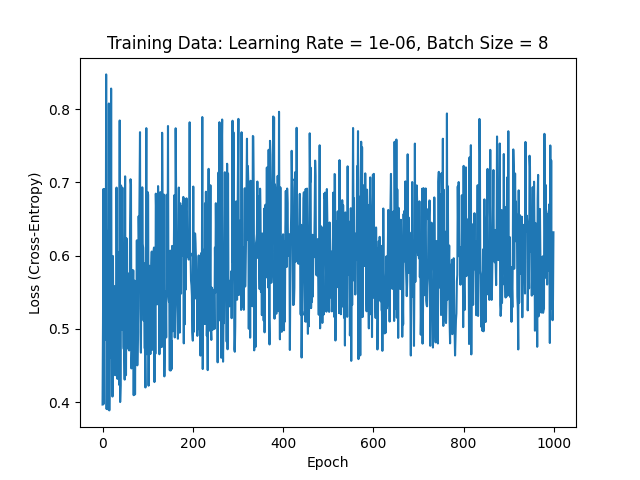 Training Data: Learning Rate = 1e-06, Batch Size = 8
Loss (Cross-Entropy)
0.8
0.7
0.6
0.5
0.4
0 200 400 600 800 1000
Epoch